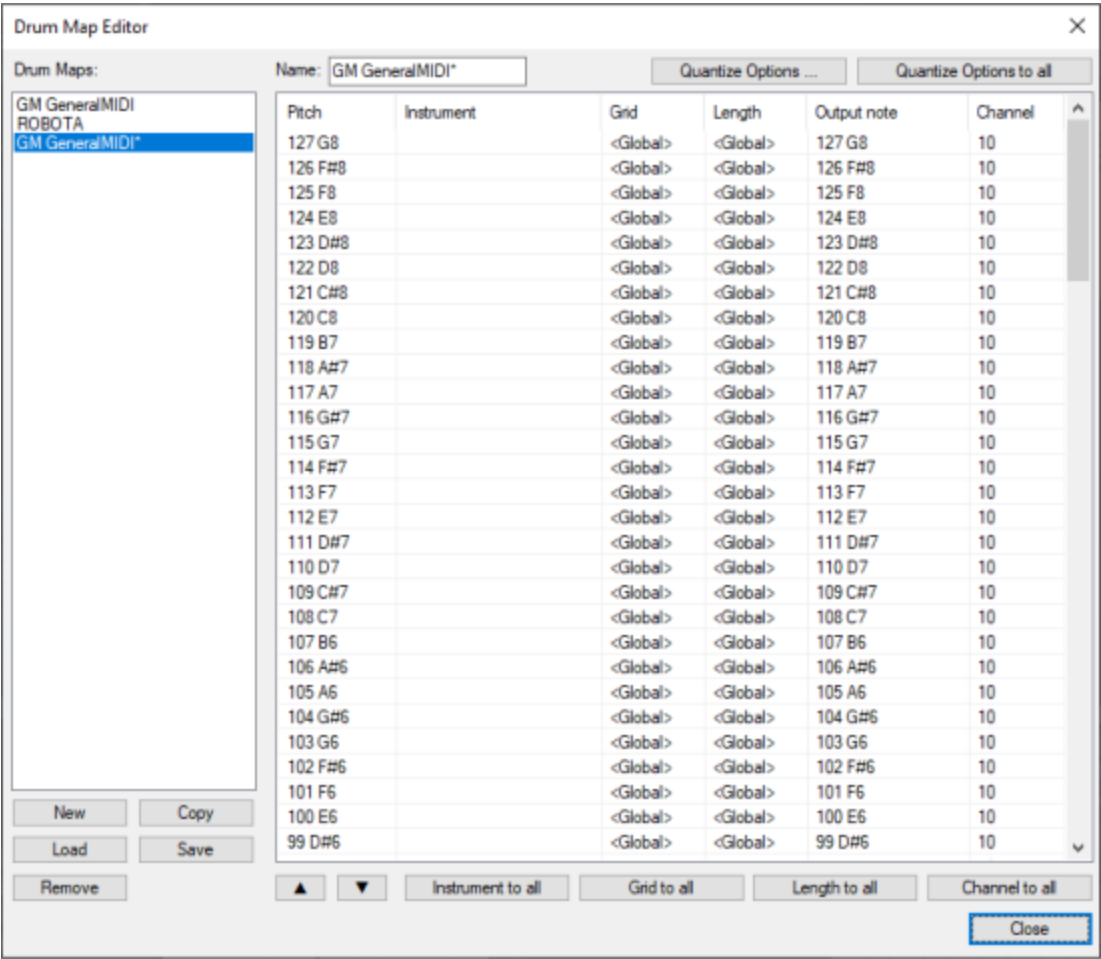 Drum Map Editor
Drum Maps: Name: GM GeneralMIDI* Quantize Options ... Quantize Options to all
GM GeneralMIDI
ROBOTA
GM GeneralMIDI*
Pitch Instrument Grid Length Output note Channel
127 G8 <Global> <Global> 127 G8 10
126 F#8 <Global> <Global> 126 F#8 10
125 F8 <Global> <Global> 125 F8 10
124 E8 <Global> <Global> 124 E8 10
123 D#8 <Global> <Global> 123 D#8 10
122 D8 <Global> <Global> 122 D8 10
121 C#8 <Global> <Global> 121 C#8 10
120 C8 <Global> <Global> 120 C8 10
119 B7 <Global> <Global> 119 B7 10
118 A#7 <Global> <Global> 118 A#7 10
117 A7 <Global> <Global> 117 A7 10
116 G#7 <Global> <Global> 116 G#7 10
115 G7 <Global> <Global> 115 G7 10
114 F#7 <Global> <Global> 114 F#7 10
113 F7 <Global> <Global> 113 F7 10
112 E7 <Global> <Global> 112 E7 10
111 D#7 <Global> <Global> 111 D#7 10
110 D7 <Global> <Global> 110 D7 10
109 C#7 <Global> <Global> 109 C#7 10
108 C7 <Global> <Global> 108 C7 10
107 B6 <Global> <Global> 107 B6 10
106 A#6 <Global> <Global> 106 A#6 10
105 A6 <Global> <Global> 105 A6 10
104 G#6 <Global> <Global> 104 G#6 10
103 G6 <Global> <Global> 103 G6 10
102 F#6 <Global> <Global> 102 F#6 10
101 F6 <Global> <Global> 101 F6 10
100 E6 <Global> <Global> 100 E6 10
99 D#6 <Global> <Global> 99 D#6 10
New Copy
Load Save
Remove ▲ ▼ Instrument to all Grid to all Length to all Channel to all
Close